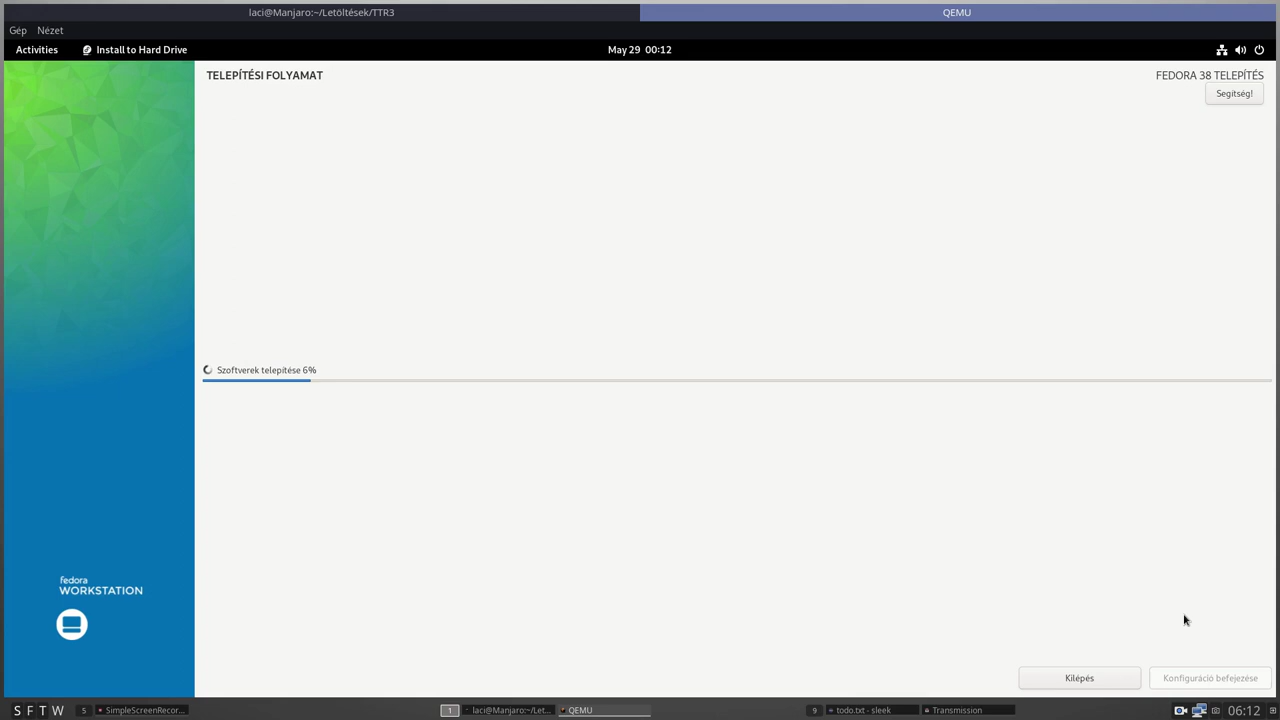 laci@Manjaro:~/Letöltések/TTR3
QEMU
Gép Nézet
Activities Install to Hard Drive May 29 00:12
TELEPÍTÉSI FOLYAMAT
FEDORA 38 TELEPÍTÉS
Segítség!
Szoftverek telepítése 6%
fedora
WORKSTATION
Kilépés Konfiguráció befejezése
S F T W 5 SimpleScreenRecor... 1 laci@Manjaro:~/Let... QEMU 9 todo.txt - sleek Transmission 06:12